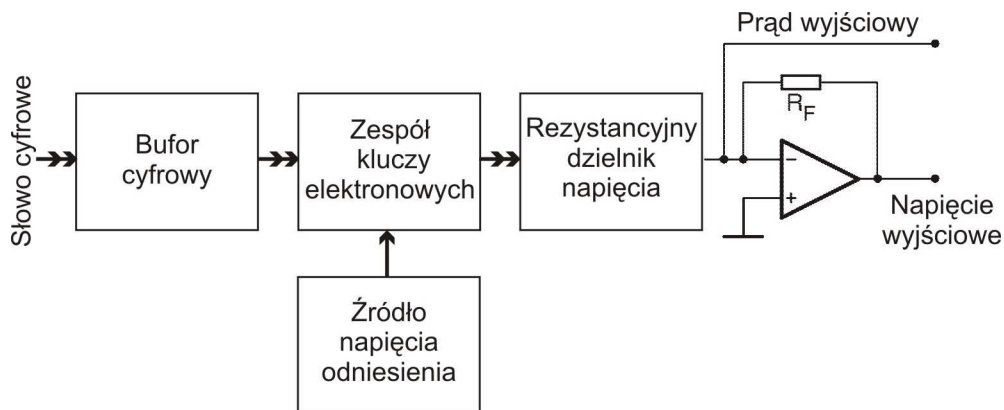 Słowo cyfrowe
Bufor
cyfrowy
Zespół
kluczy
elektronowych
Źródło
napięcia
odniesienia
Rezystancyjny
dzielnik
napięcia
Prąd wyjściowy
R_F
−
+
Napięcie
wyjściowe